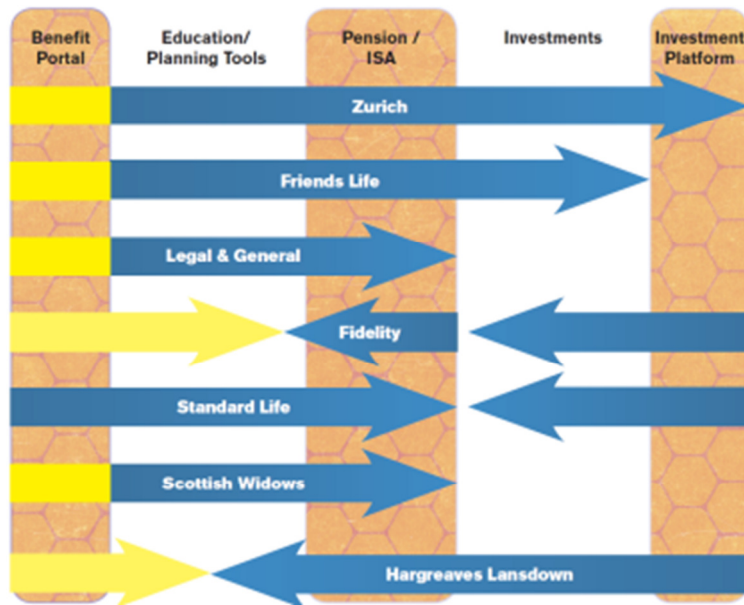 Benefit Portal
Education/ Planning Tools
Pension / ISA
Investments
Investment Platform
Zurich
Friends Life
Legal & General
Fidelity
Standard Life
Scottish Widows
Hargreaves Lansdown